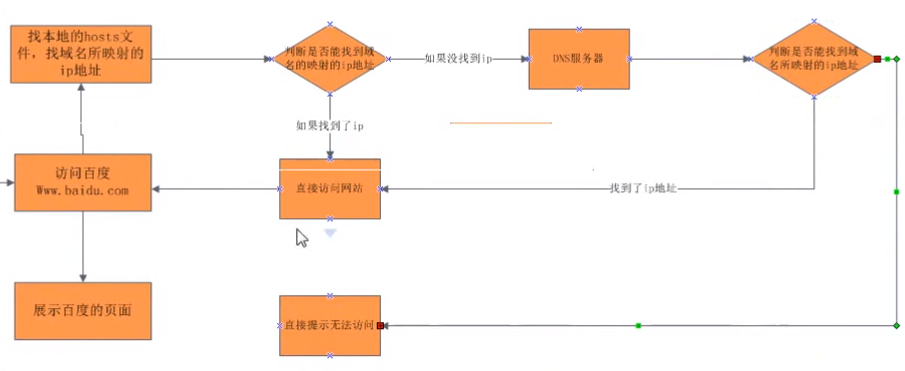 找本地的hosts文
件，找域名所映射的
ip地址
判断是否能找到域
名的映射的ip地址
如果没找到ip
DNS服务器
判断是否能找到域
名所映射的ip地址
如果找到了ip
访问百度
Www.baidu.com
直接访问网站
找到了ip地址
展示百度的页面
直接提示无法访问